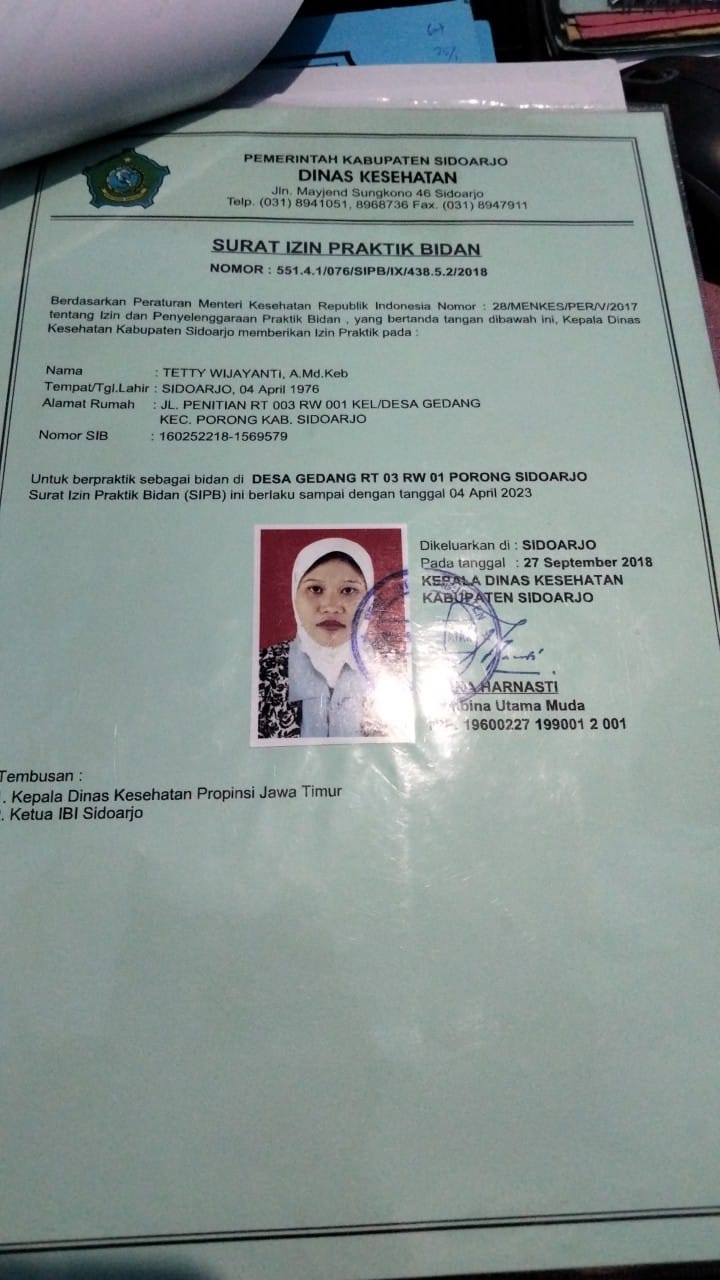 PEMERINTAH KABUPATEN SIDOARJO
DINAS KESEHATAN
Jln. Mayjend Sungkono 46 Sidoarjo
Telp. (031) 8941051, 8968736 Fax. (031) 8947911
SURAT IZIN PRAKTIK BIDAN
NOMOR : 551.4.1/076/SIPB/IX/438.5.2/2018
Berdasarkan Peraturan Menteri Kesehatan Republik Indonesia Nomor : 28/MENKES/PER/V/2017
tentang Izin dan Penyelenggaraan Praktik Bidan , yang bertanda tangan dibawah ini, Kepala Dinas
Kesehatan Kabupaten Sidoarjo memberikan Izin Praktik pada :
Nama : TETTY WIJAYANTI, A.Md.Keb
Tempat/Tgl.Lahir : SIDOARJO, 04 April 1976
Alamat Rumah : JL. PENITIAN RT 003 RW 001 KEL/DESA GEDANG
KEC. PORONG KAB. SIDOARJO
Nomor SIB : 160252218-1569579
Untuk berpraktik sebagai bidan di DESA GEDANG RT 03 RW 01 PORONG SIDOARJO
Surat Izin Praktik Bidan (SIPB) ini berlaku sampai dengan tanggal 04 April 2023
Dikeluarkan di : SIDOARJO
Pada tanggal : 27 September 2018
KEPALA DINAS KESEHATAN
KABUPATEN SIDOARJO
HARNASTI
Utama Muda
19600227 199001 2 001
Tembusan :
. Kepala Dinas Kesehatan Propinsi Jawa Timur
. Ketua IBI Sidoarjo